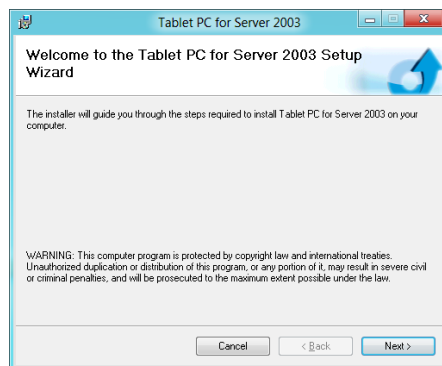 Tablet PC for Server 2003
Welcome to the Tablet PC for Server 2003 Setup
Wizard
The installer will guide you through the steps required to install Tablet PC for Server 2003 on your
computer.
WARNING: This computer program is protected by copyright law and international treaties.
Unauthorized duplication or distribution of this program, or any portion of it, may result in severe civil
or criminal penalties, and will be prosecuted to the maximum extent possible under the law.
Cancel < Back Next >